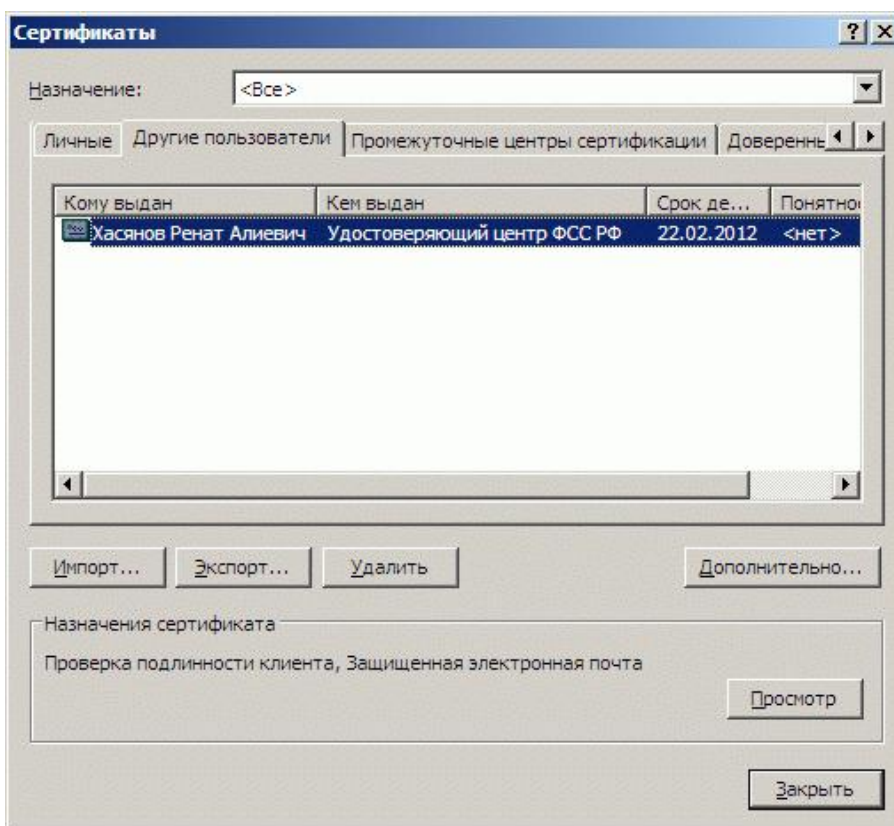 Сертификаты
Назначение: <Все>
Личные Другие пользователи Промежуточные центры сертификации Доверенны
Кому выдан Кем выдан Срок де... Понятно
Хасянов Ренат Алиевич Удостоверяющий центр ФСС РФ 22.02.2012 <нет>
Импорт... Экспорт... Удалить Дополнительно...
Назначения сертификата
Проверка подлинности клиента, Защищенная электронная почта
Просмотр
Закрыть